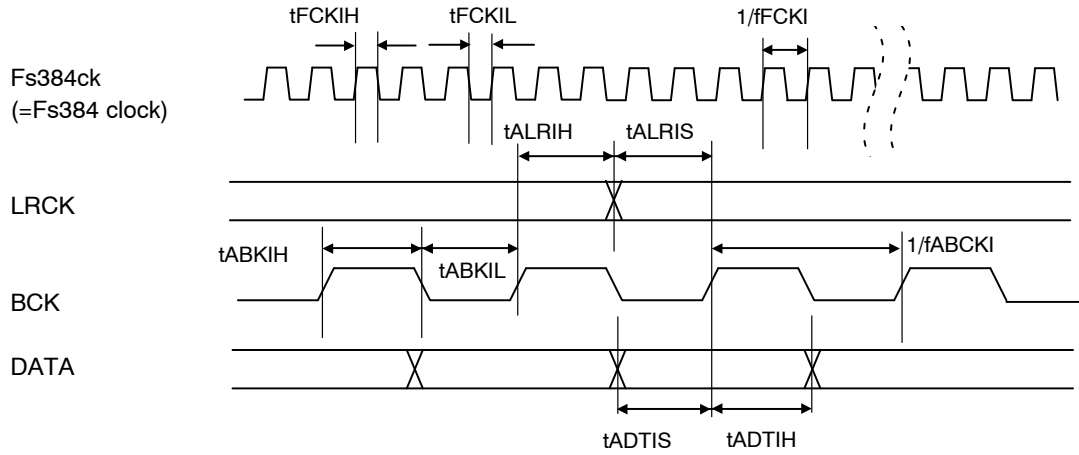 tFCKIH tFCKIL 1/fFCKI
Fs384ck
(=Fs384 clock)
tALRIH tALRIS
LRCK
tABKIH tABKIL 1/fABCKI
BCK
DATA
tADTIS tADTIH